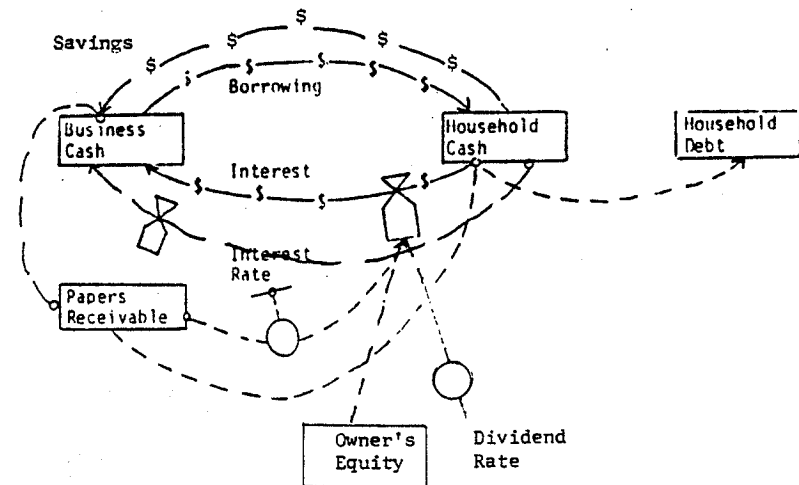 Savings
$ $ $ $ $
$ $ $ $ $
Borrowing
Business
Cash
Household
Cash
Household
Debt
Interest
$ $ $ $
Interest
Rate
Papers
Receivable
Owner's
Equity
Dividend
Rate